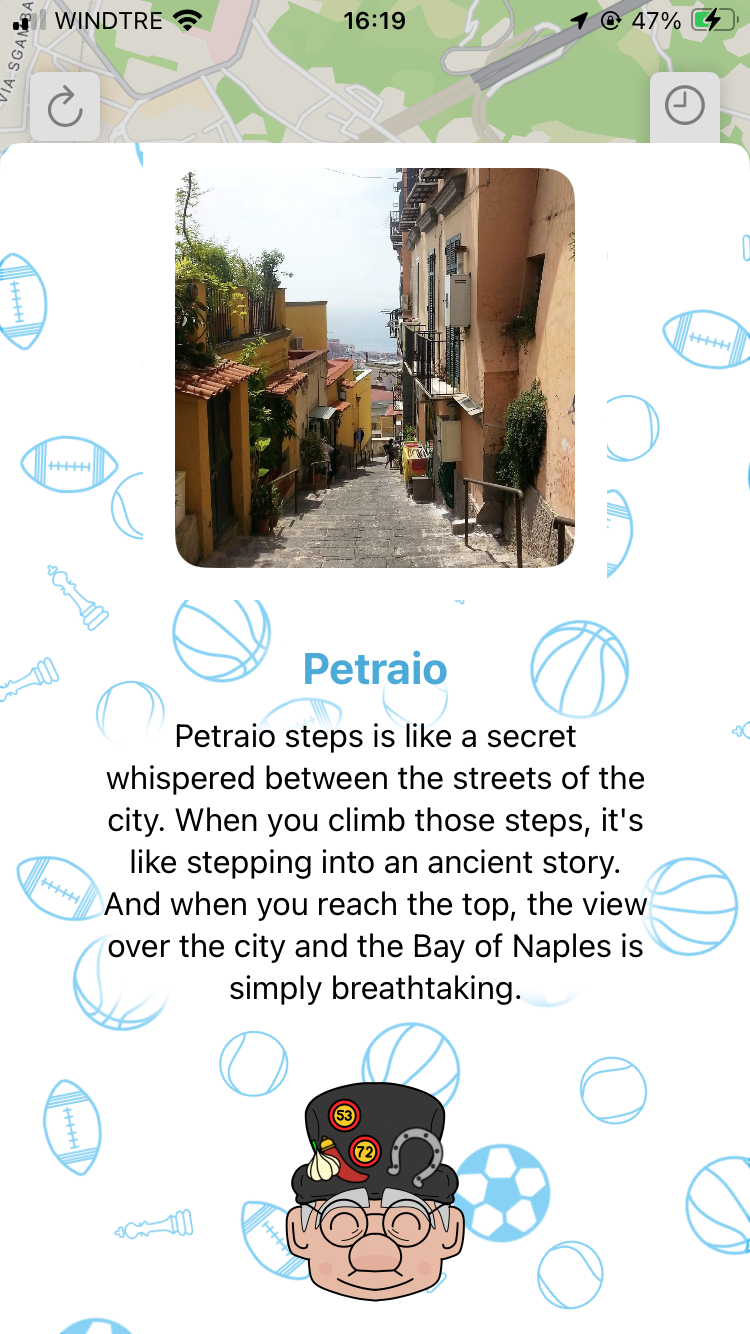 WINDTRE 16:19 47%
VIA SGAMBA
Petraio
Petraio steps is like a secret
whispered between the streets of the
city. When you climb those steps, it's
like stepping into an ancient story.
And when you reach the top, the view
over the city and the Bay of Naples is
simply breathtaking.
53
72